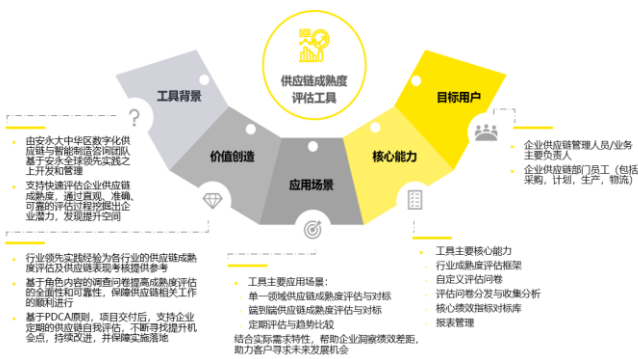 供应链成熟度
评估工具
工具背景
价值创造
应用场景
核心能力
目标用户
由安永大中华区数字化供
应链与智能制造咨询团队
基于安永全球领先实践之
上开发和管理
支持快速评估企业供应链
成熟度，通过直观、准确、
可靠的评估过程挖掘出企
业潜力，发现提升空间
行业领先实践经验为各行业的供应链成熟
度评估及供应链表现考核提供参考
基于角色内容的调查问卷提高成熟度评估
的全面性和可靠性，保障供应链相关工作
的顺利进行
基于PDCA原则，项目交付后，支持企业
定期的供应链自我评估，不断寻找提升机
会点，持续改进，并保障实施落地
工具主要应用场景：
单一领域供应链成熟度评估与对标
端到端供应链成熟度评估与对标
定期评估与趋势比较
结合实际需求特性，帮助企业洞察绩效差距，
助力客户寻求未来发展机会
工具主要核心能力
行业成熟度评估框架
自定义评估问卷
评估问卷分发与收集分析
核心绩效指标对标库
报表管理
企业供应链管理人员/业务
主要负责人
企业供应链部门员工（包括
采购，计划，生产，物流）